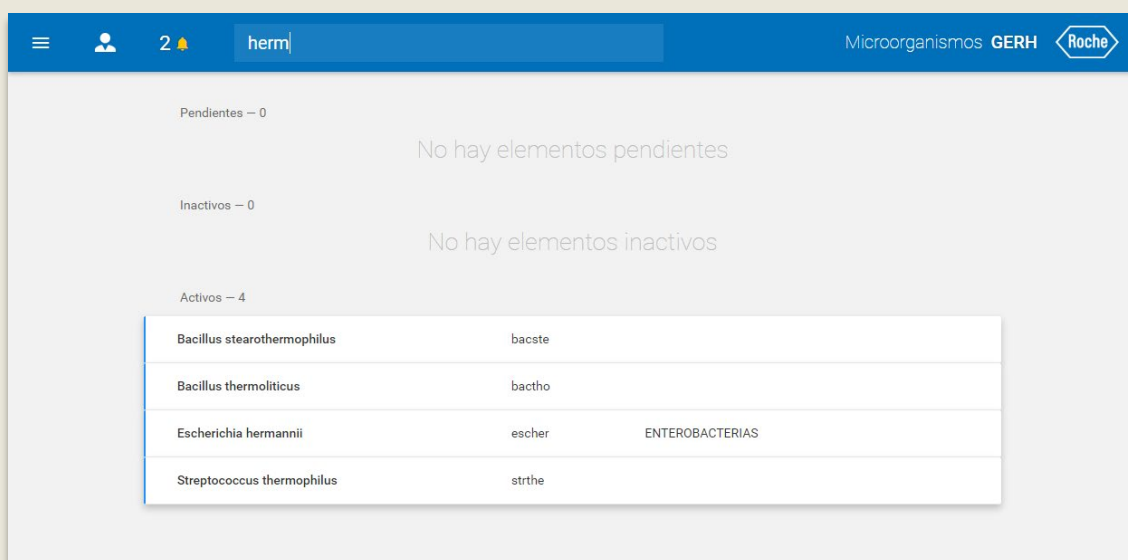 2 herm Microorganismos GERH Roche
Pendientes — 0
No hay elementos pendientes
Inactivos — 0
No hay elementos inactivos
Activos — 4
Bacillus stearothermophilus bacste
Bacillus thermoliticus bactho
Escherichia hermannii escher ENTEROBACTERIAS
Streptococcus thermophilus strthe